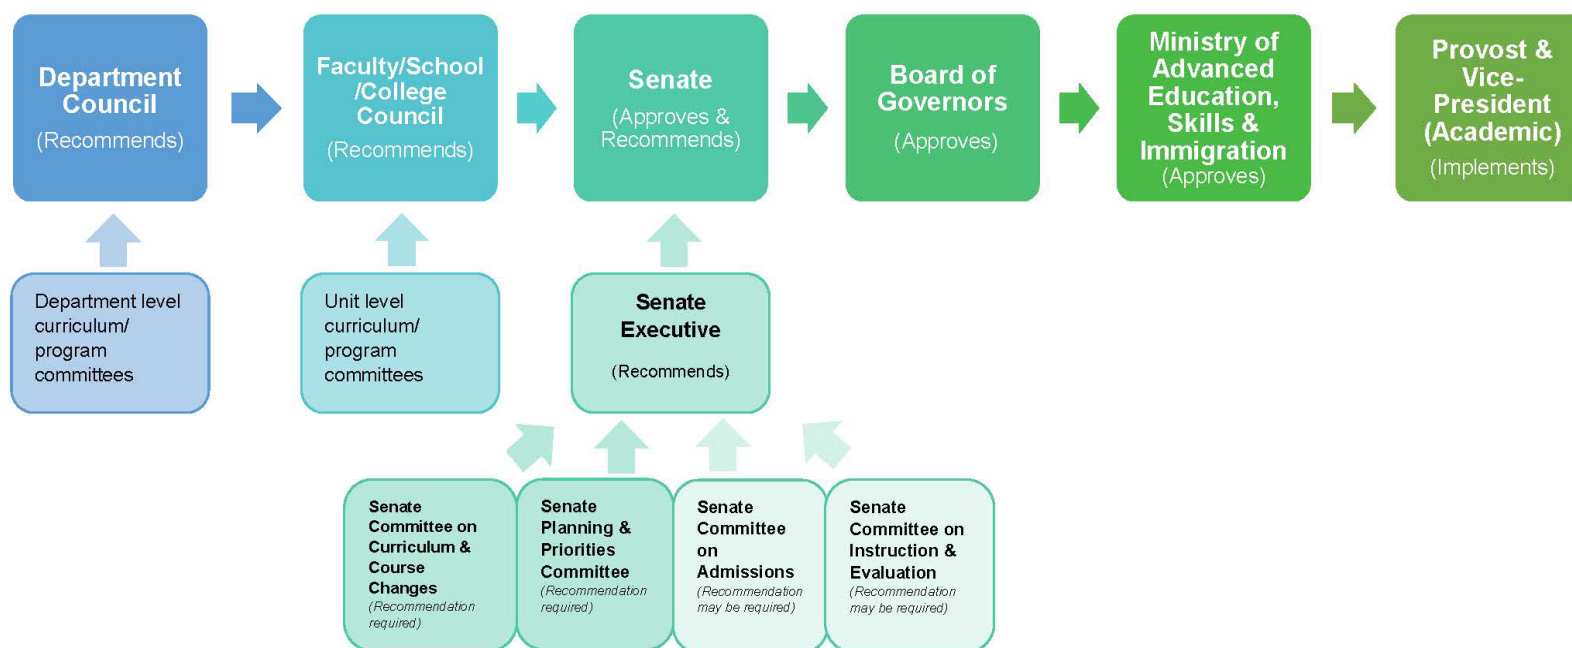 Department
Council
(Recommends)
Faculty/School
/College
Council
(Recommends)
Senate
(Approves &
Recommends)
Board of
Governors
(Approves)
Ministry of
Advanced
Education,
Skills &
Immigration
(Approves)
Provost &
Vice-
President
(Academic)
(Implements)
Department level
curriculum/
program
committees
Unit level
curriculum/
program
committees
Senate
Executive
(Recommends)
Senate
Committee on
Curriculum &
Course
Changes
(Recommendation
required)
Senate
Planning &
Priorities
Committee
(Recommendation
required)
Senate
Committee
on
Admissions
(Recommendation
may be required)
Senate
Committee on
Instruction &
Evaluation
(Recommendation
may be required)